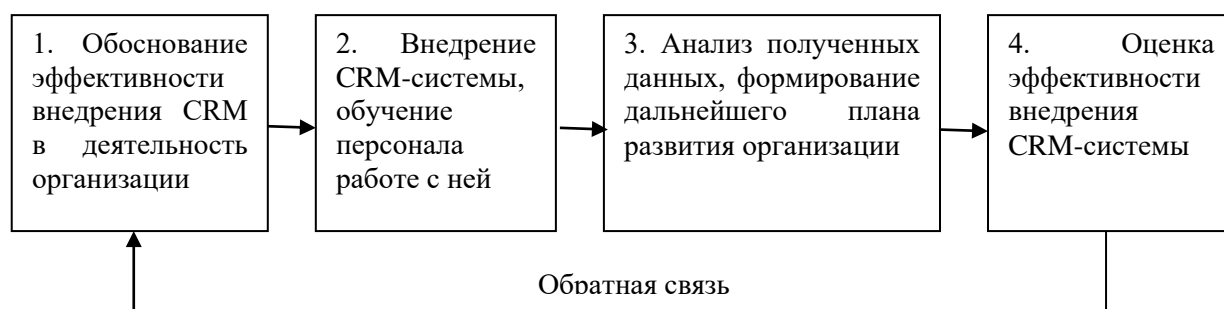 1. Обоснование
эффективности
внедрения CRM
в деятельность
организации
2. Внедрение
CRM-системы,
обучение
персонала
работе с ней
3. Анализ полученных
данных, формирование
дальнейшего плана
развития организации
4. Оценка
эффективности
внедрения
CRM-системы
Обратная связь